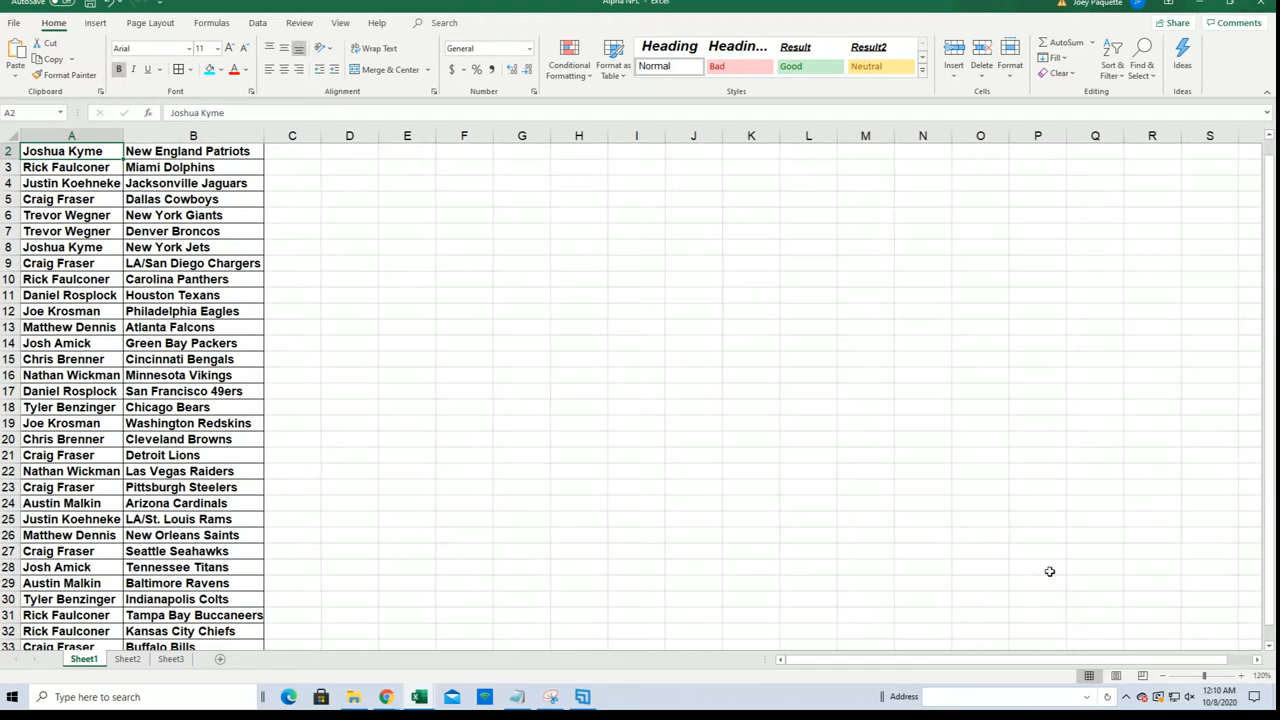 AutoSave Off Alpha NFL - Excel Joey Paquette JP
File Home Insert Page Layout Formulas Data Review View Help Search Share Comments
Cut
Copy
Format Painter
Paste
Clipboard
Arial 11
B I U
Font
Wrap Text
Merge & Center
Alignment
General
$ % ,
Number
Conditional Formatting
Format as Table
Heading Headin... Result Result2
Normal Bad Good Neutral
Styles
Insert Delete Format
Cells
AutoSum
Fill
Clear
Sort & Filter
Find & Select
Editing
Ideas
Ideas
A2 fx Joshua Kyme
A B C D E F G H I J K L M N O P Q R S
2 Joshua Kyme New England Patriots
3 Rick Faulconer Miami Dolphins
4 Justin Koehneke Jacksonville Jaguars
5 Craig Fraser Dallas Cowboys
6 Trevor Wegner New York Giants
7 Trevor Wegner Denver Broncos
8 Joshua Kyme New York Jets
9 Craig Fraser LA/San Diego Chargers
10 Rick Faulconer Carolina Panthers
11 Daniel Rosplock Houston Texans
12 Joe Krosman Philadelphia Eagles
13 Matthew Dennis Atlanta Falcons
14 Josh Amick Green Bay Packers
15 Chris Brenner Cincinnati Bengals
16 Nathan Wickman Minnesota Vikings
17 Daniel Rosplock San Francisco 49ers
18 Tyler Benzinger Chicago Bears
19 Joe Krosman Washington Redskins
20 Chris Brenner Cleveland Browns
21 Craig Fraser Detroit Lions
22 Nathan Wickman Las Vegas Raiders
23 Craig Fraser Pittsburgh Steelers
24 Austin Malkin Arizona Cardinals
25 Justin Koehneke LA/St. Louis Rams
26 Matthew Dennis New Orleans Saints
27 Craig Fraser Seattle Seahawks
28 Josh Amick Tennessee Titans
29 Austin Malkin Baltimore Ravens
30 Tyler Benzinger Indianapolis Colts
31 Rick Faulconer Tampa Bay Buccaneers
32 Rick Faulconer Kansas City Chiefs
33 Craig Fraser Buffalo Bills
Sheet1 Sheet2 Sheet3
120%
Type here to search
Address
12:10 AM
10/8/2020